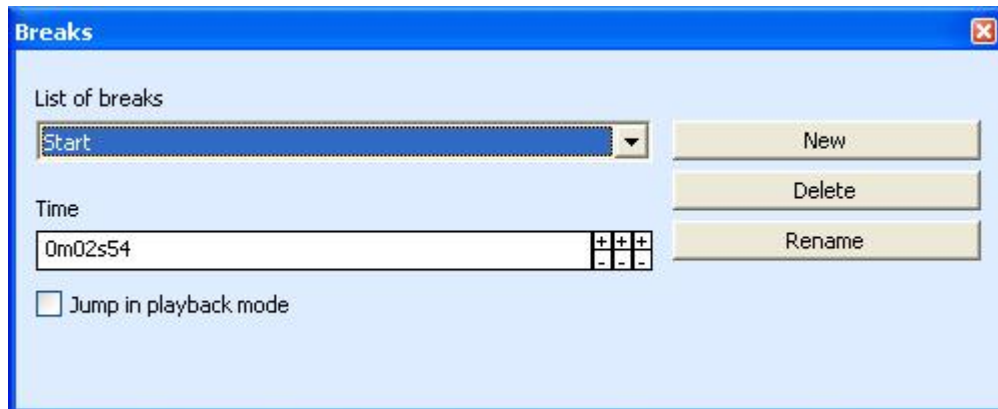 Breaks
List of breaks
Start
New
Delete
Time
Rename
0m02s54
+ + +
- - -
Jump in playback mode